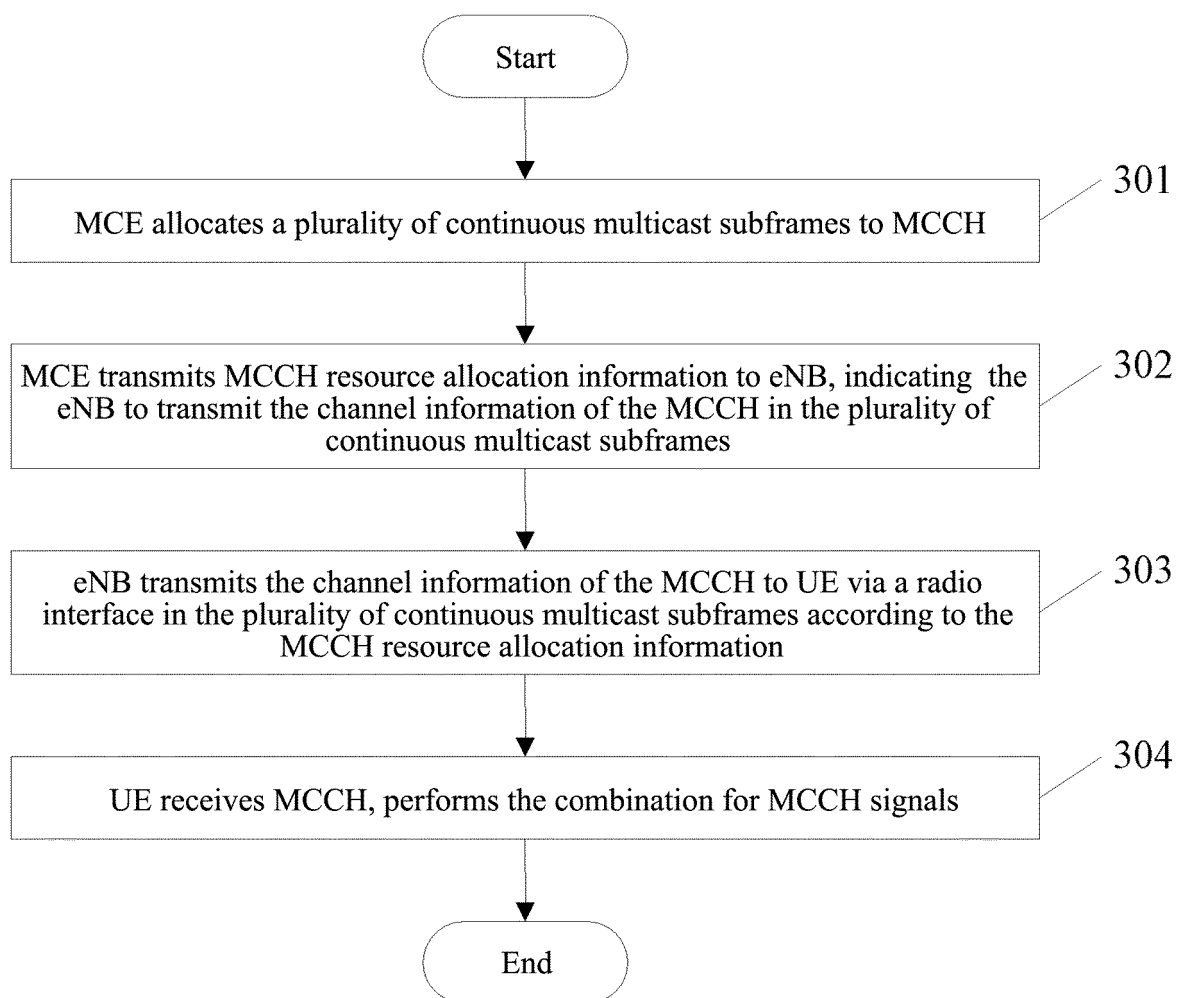 Start
MCE allocates a plurality of continuous multicast subframes to MCCH
301
MCE transmits MCCH resource allocation information to eNB, indicating the
eNB to transmit the channel information of the MCCH in the plurality of
continuous multicast subframes
302
eNB transmits the channel information of the MCCH to UE via a radio
interface in the plurality of continuous multicast subframes according to the
MCCH resource allocation information
303
UE receives MCCH, performs the combination for MCCH signals
304
End